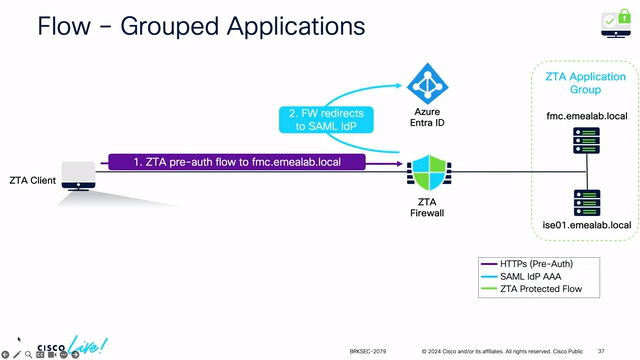 Flow – Grouped Applications
ZTA Application
Group
2. FW redirects
to SAML IdP
Azure
Entra ID
fmc.emealab.local
1. ZTA pre-auth flow to fmc.emealab.local
ZTA Client
ZTA
Firewall
ise01.emealab.local
HTTPs (Pre-Auth)
SAML IdP AAA
ZTA Protected Flow
CISCO Live!
BRKSEC-2079
© 2024 Cisco and/or its affiliates. All rights reserved. Cisco Public
37